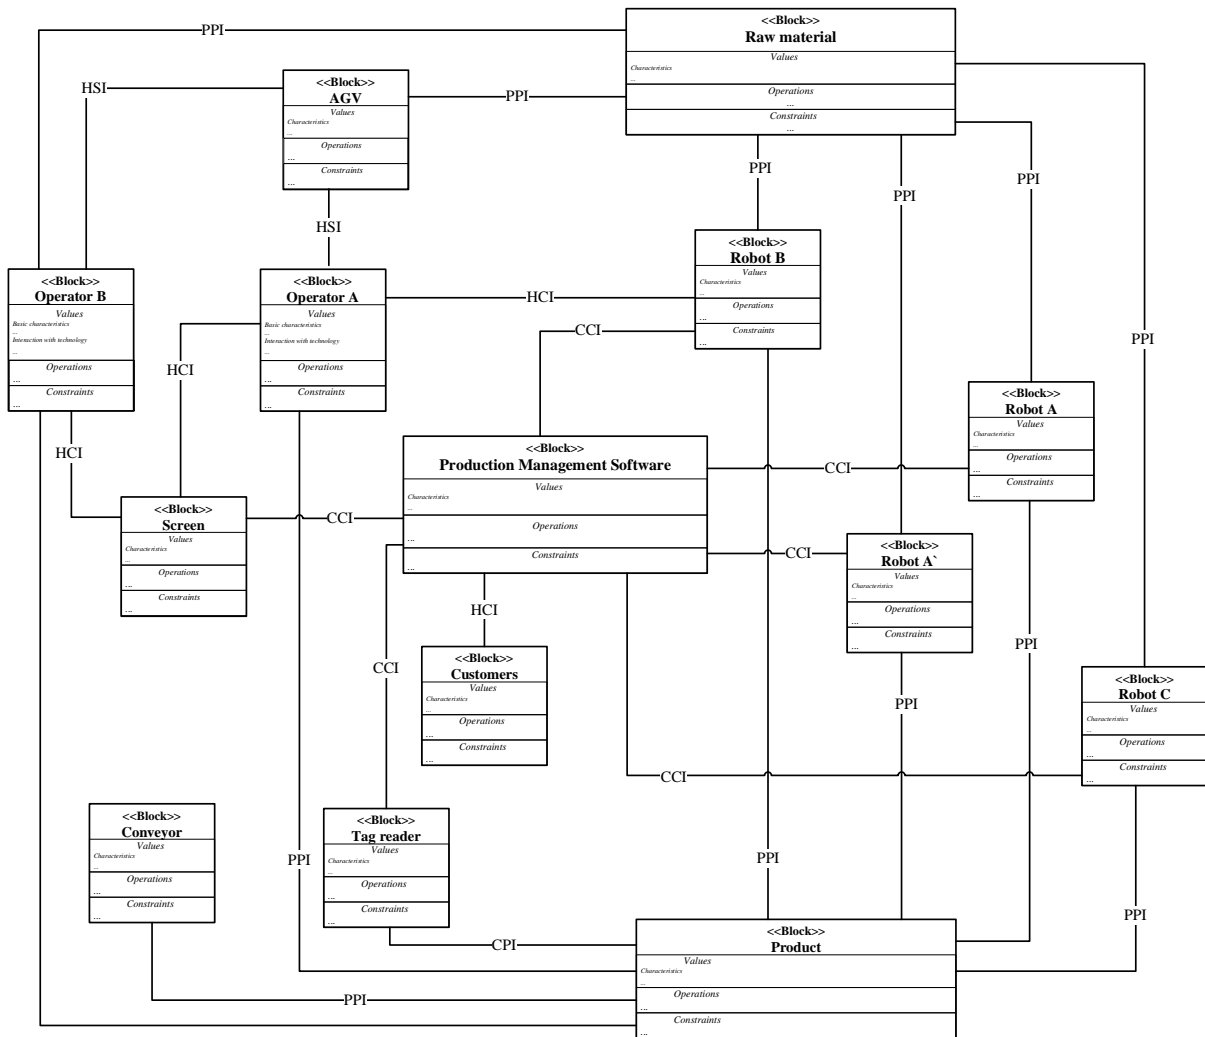 <<Block>>
Raw material
Values
Characteristics
...
Operations
...
Constraints
...
PPI
HSI
<<Block>>
AGV
Values
Characteristics
...
Operations
...
Constraints
...
PPI
PPI
PPI
PPI
PPI
HSI
<<Block>>
Operator B
Values
Basic characteristics
...
Interaction with technology
...
Operations
...
Constraints
...
<<Block>>
Operator A
Values
Basic characteristics
...
Interaction with technology
...
Operations
...
Constraints
...
HCI
CCI
<<Block>>
Robot B
Values
Characteristics
...
Operations
...
Constraints
...
HCI
HCI
<<Block>>
Robot A
Values
Characteristics
...
Operations
...
Constraints
...
<<Block>>
Production Management Software
Values
Characteristics
...
Operations
...
Constraints
...
CCI
CCI
CCI
<<Block>>
Screen
Values
Characteristics
...
Operations
...
Constraints
...
<<Block>>
Robot A`
Values
Characteristics
...
Operations
...
Constraints
...
HCI
CCI
<<Block>>
Customers
Values
Characteristics
...
Operations
...
Constraints
...
PPI
PPI
<<Block>>
Robot C
Values
Characteristics
...
Operations
...
Constraints
...
CCI
<<Block>>
Conveyor
Values
Characteristics
...
Operations
...
Constraints
...
<<Block>>
Tag reader
Values
Characteristics
...
Operations
...
Constraints
...
PPI
PPI
PPI
CPI
PPI
<<Block>>
Product
Values
Characteristics
...
Operations
...
Constraints
...